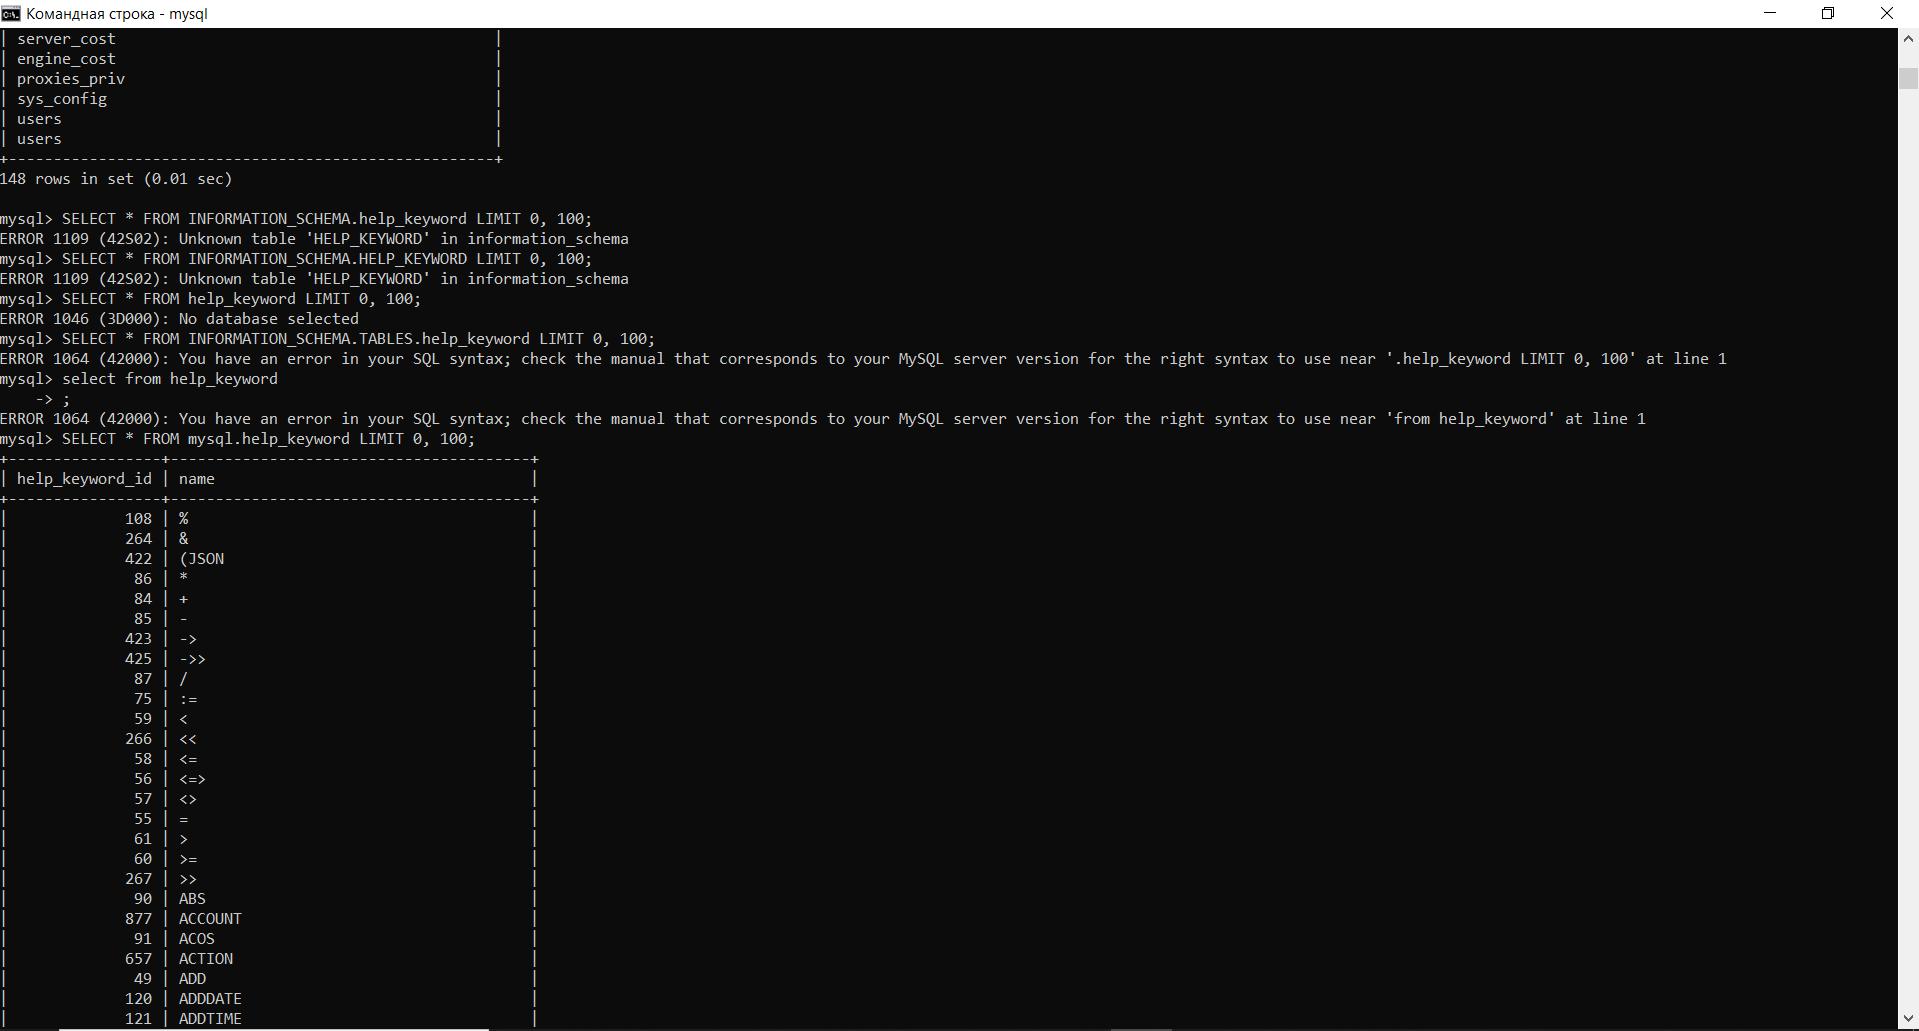 Командная строка - mysql
| server_cost |
| engine_cost |
| proxies_priv |
| sys_config |
| users |
| users |
+------------------------------------------------------+
148 rows in set (0.01 sec)
mysql> SELECT * FROM INFORMATION_SCHEMA.help_keyword LIMIT 0, 100;
ERROR 1109 (42S02): Unknown table 'HELP_KEYWORD' in information_schema
mysql> SELECT * FROM INFORMATION_SCHEMA.HELP_KEYWORD LIMIT 0, 100;
ERROR 1109 (42S02): Unknown table 'HELP_KEYWORD' in information_schema
mysql> SELECT * FROM help_keyword LIMIT 0, 100;
ERROR 1046 (3D000): No database selected
mysql> SELECT * FROM INFORMATION_SCHEMA.TABLES.help_keyword LIMIT 0, 100;
ERROR 1064 (42000): You have an error in your SQL syntax; check the manual that corresponds to your MySQL server version for the right syntax to use near '.help_keyword LIMIT 0, 100' at line 1
mysql> select from help_keyword
    -> ;
ERROR 1064 (42000): You have an error in your SQL syntax; check the manual that corresponds to your MySQL server version for the right syntax to use near 'from help_keyword' at line 1
mysql> SELECT * FROM mysql.help_keyword LIMIT 0, 100;
+-----------------+----------------------------------------+
| help_keyword_id | name |
+-----------------+----------------------------------------+
| 108 | % |
| 264 | & |
| 422 | (JSON |
| 86 | * |
| 84 | + |
| 85 | - |
| 423 | -> |
| 425 | ->> |
| 87 | / |
| 75 | := |
| 59 | < |
| 266 | << |
| 58 | <= |
| 56 | <=> |
| 57 | <> |
| 55 | = |
| 61 | > |
| 60 | >= |
| 267 | >> |
| 90 | ABS |
| 877 | ACCOUNT |
| 91 | ACOS |
| 657 | ACTION |
| 49 | ADD |
| 120 | ADDDATE |
| 121 | ADDTIME |